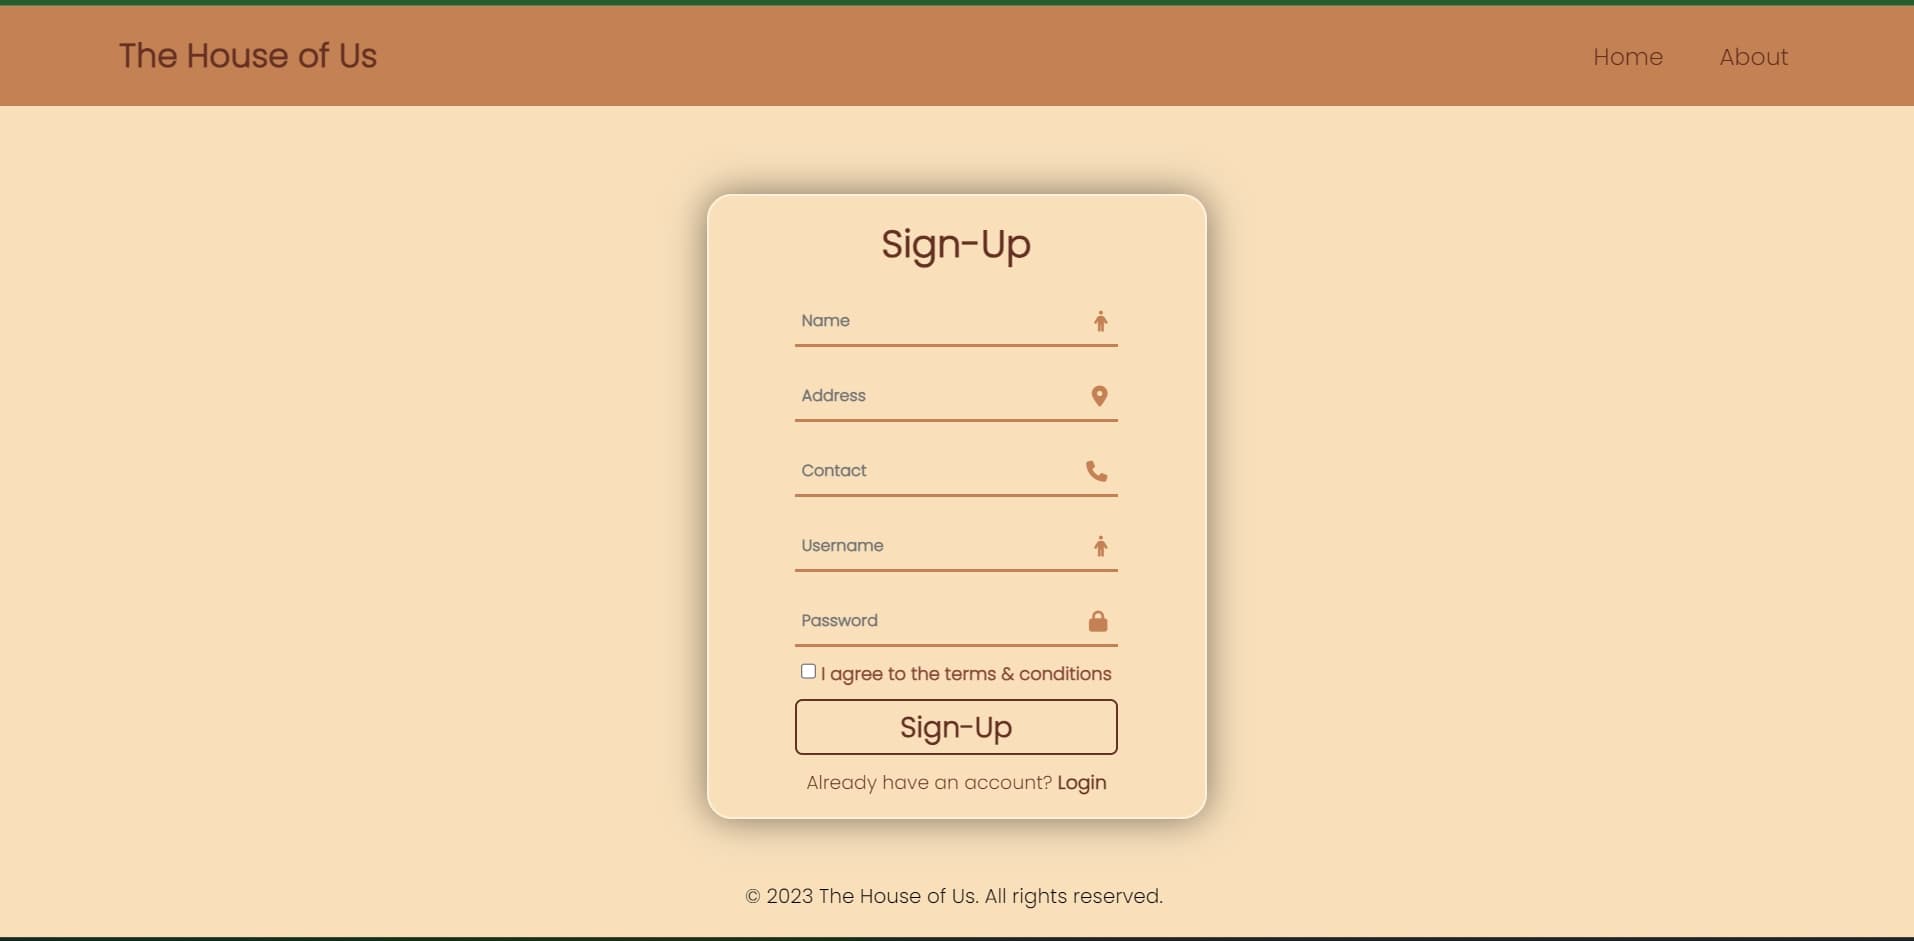 The House of Us
Home About
Sign-Up
Name
Address
Contact
Username
Password
I agree to the terms & conditions
Sign-Up
Already have an account? Login
© 2023 The House of Us. All rights reserved.